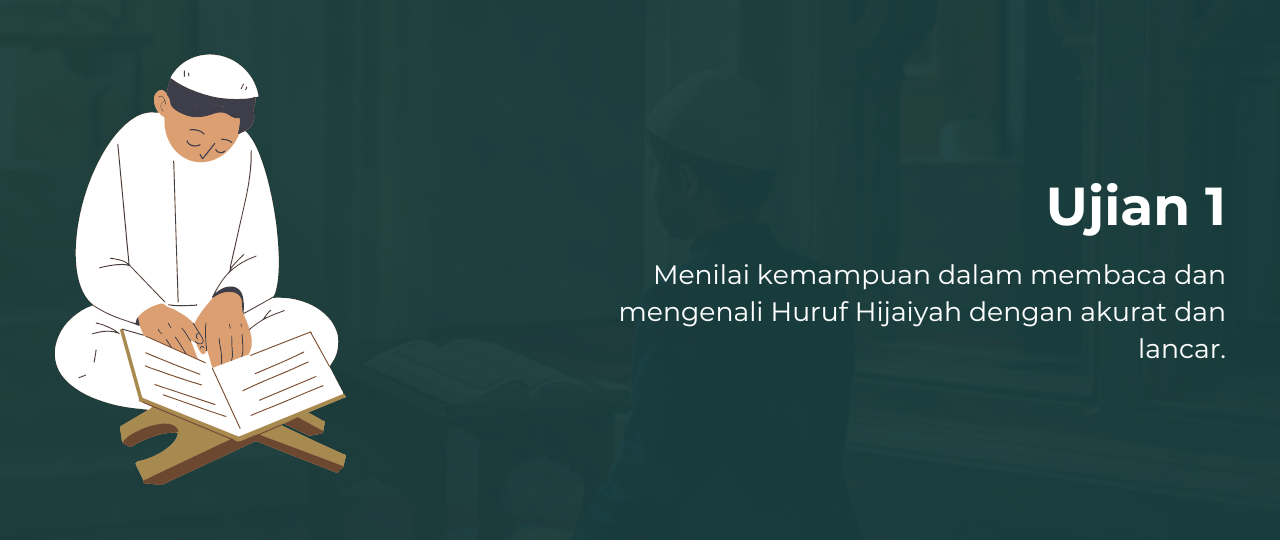 Ujian 1
Menilai kemampuan dalam membaca dan
mengenali Huruf Hijaiyah dengan akurat dan
lancar.